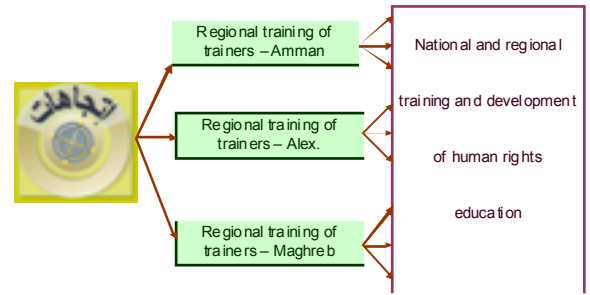 اتجاهات
Regional training of
trainers – Amman
Regional training of
trainers – Alex.
Regional training of
trainers – Maghreb
National and regional
training and development
of human rights
education